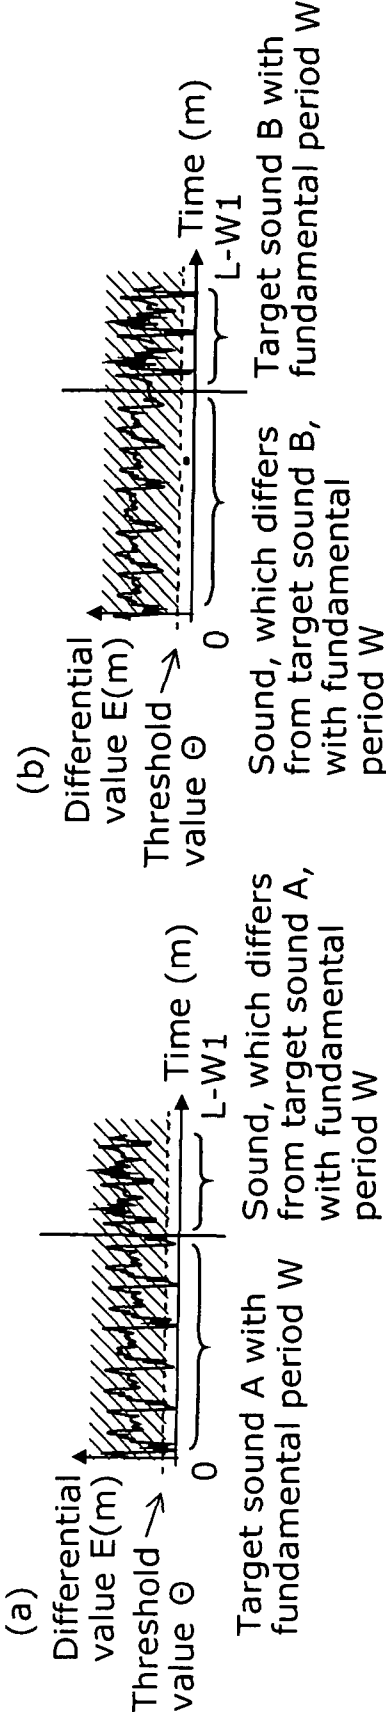 (a)
Differential
value E(m)
Threshold
value Θ
0
Time (m)
L-W1
Target sound A with
fundamental period W
Sound, which differs
from target sound A,
with fundamental
period W
(b)
Differential
value E(m)
Threshold
value Θ
0
Time (m)
L-W1
Sound, which differs
from target sound B,
with fundamental
period W
Target sound B with
fundamental period W